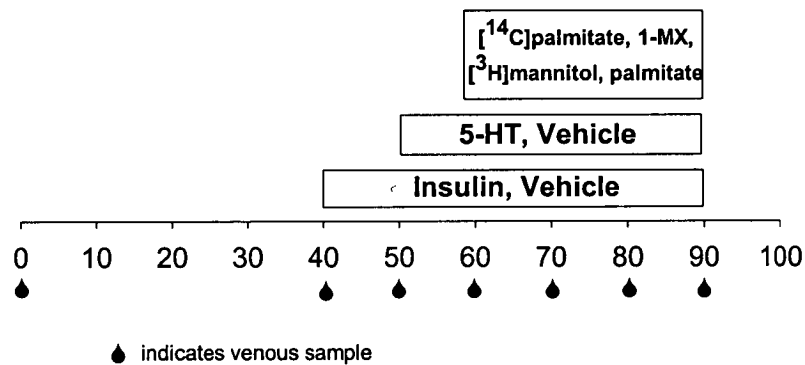 [14C]palmitate, 1-MX,
[3H]mannitol, palmitate
5-HT, Vehicle
Insulin, Vehicle
0 10 20 30 40 50 60 70 80 90 100
indicates venous sample